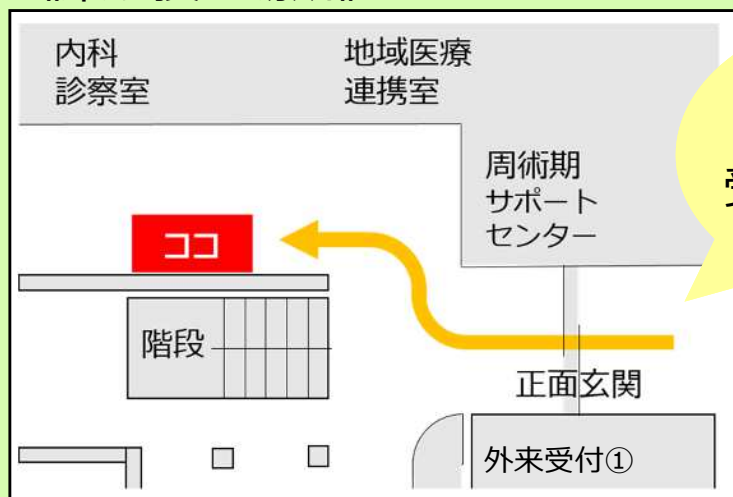 内科
診察室
地域医療
連携室
周術期
サポート
センター
ココ
階段
正面玄関
外来受付①